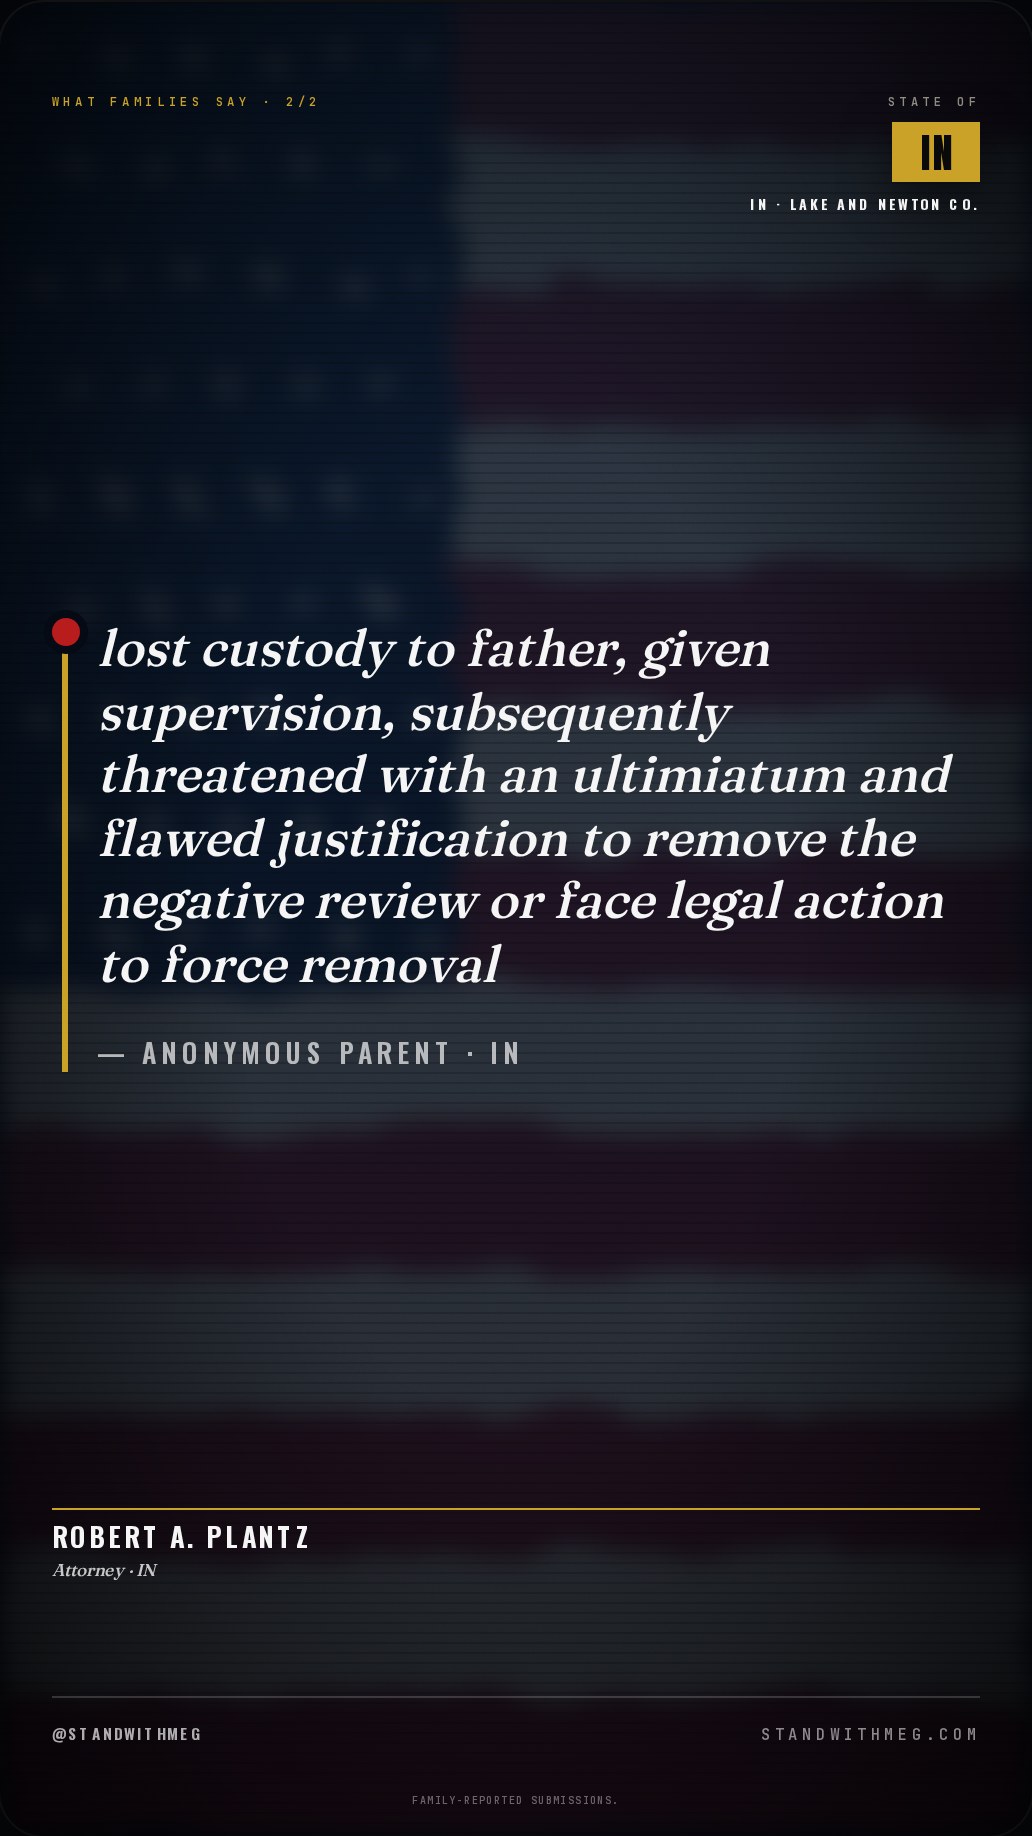 WHAT FAMILIES SAY · 2/2
STATE OF
IN
IN · LAKE AND NEWTON CO.
lost custody to father, given
supervision, subsequently
threatened with an ultimiatum and
flawed justification to remove the
negative review or face legal action
to force removal
— ANONYMOUS PARENT · IN
ROBERT A. PLANTZ
Attorney · IN
@STANDWITHMEG
STANDWITHMEG.COM
FAMILY-REPORTED SUBMISSIONS.